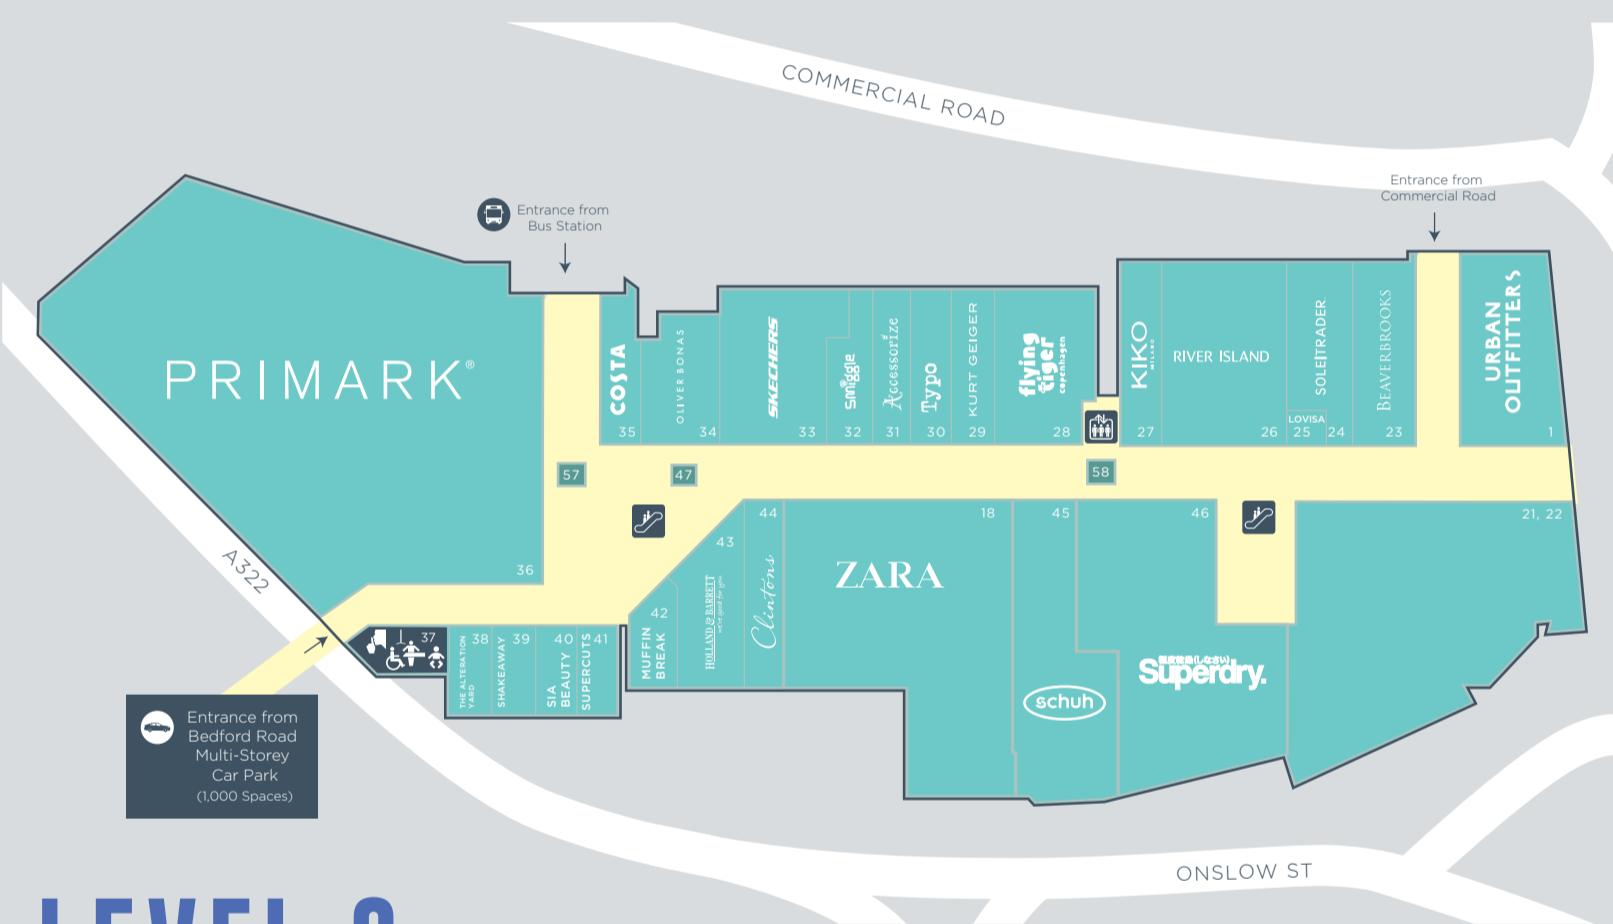 COMMERCIAL ROAD
Entrance from
Commercial Road
Entrance from
Bus Station
PRIMARK®
36
COSTA
35
OLIVER BONAS
34
SKECHERS
33
Smiggle
32
Accessorize
31
Typo
30
KURT GEIGER
29
flying
tiger
copenhagen
28
KIKO
MILANO
27
RIVER ISLAND
26
LOVISA
25
SOLETRADER
24
BEAVERBROOKS
23
URBAN
OUTFITTERS
1
57
47
58
44
Clintons
43
HOLLAND & BARRETT
42
MUFFIN
BREAK
18
ZARA
45
schuh
46
Superdry.
21, 22
A322
37
38
THE ALTERATION
YARD
39
SHAKEAWAY
40
SIA
BEAUTY
41
SUPERCUTS
Entrance from
Bedford Road
Multi-Storey
Car Park
(1,000 Spaces)
ONSLOW ST
LEVEL